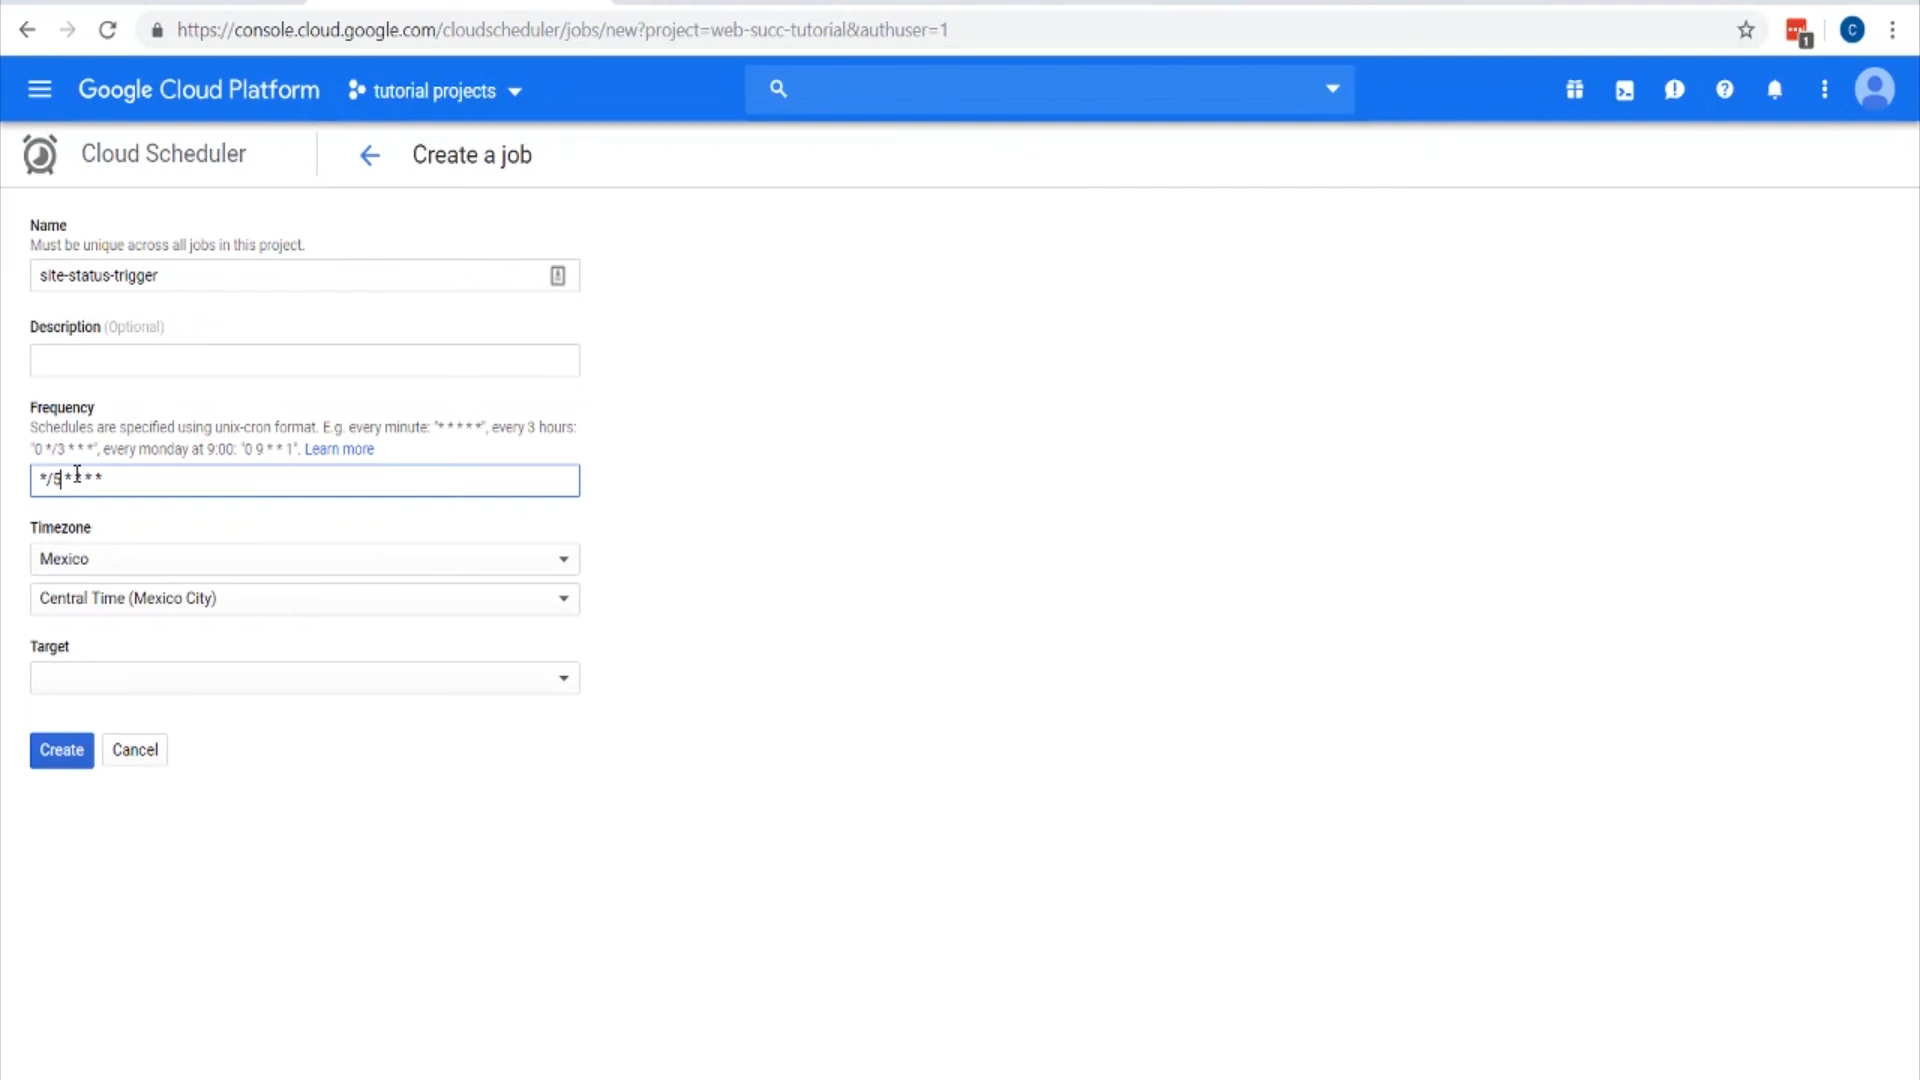 https://console.cloud.google.com/cloudscheduler/jobs/new?project=web-succ-tutorial&authuser=1
1
C
Google Cloud Platform
tutorial projects
Cloud Scheduler
Create a job
Name
Must be unique across all jobs in this project.
site-status-trigger
Description (Optional)
Frequency
Schedules are specified using unix-cron format. E.g. every minute: "* * * * *", every 3 hours:
"0 */3 * * *", every monday at 9:00: "0 9 * * 1". Learn more
*/5 * * * *
Timezone
Mexico
Central Time (Mexico City)
Target
Create Cancel